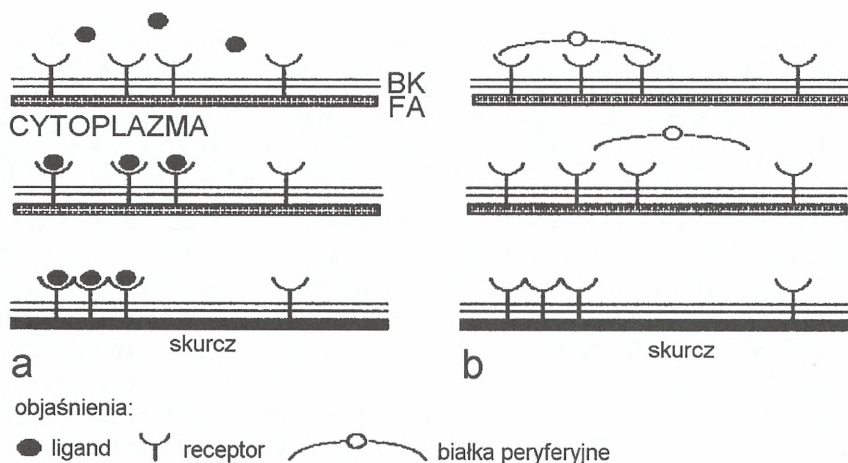 BK
FA
CYTOPLAZMA
skurcz
a
skurcz
b
objaśnienia:
ligand receptor białka peryferyjne